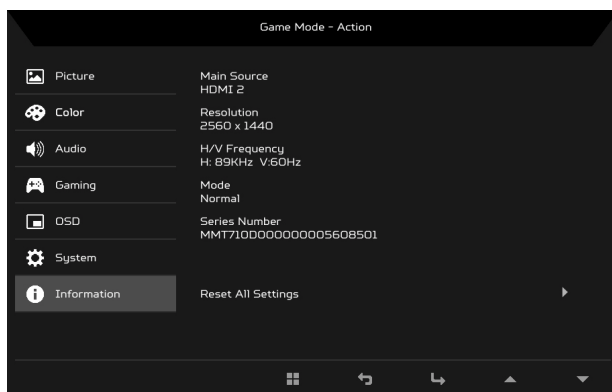 Game Mode - Action
Picture
Color
Audio
Gaming
OSD
System
Information
Main Source
HDMI 2
Resolution
2560 x 1440
H/V Frequency
H: 89KHz V:60Hz
Mode
Normal
Series Number
MMT710D000000005608501
Reset All Settings